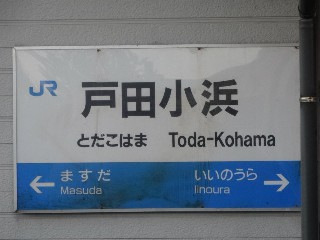 JR
戸田小浜
とだこはま Toda-Kohama
← ますだ いいのうら →
Masuda Iinoura